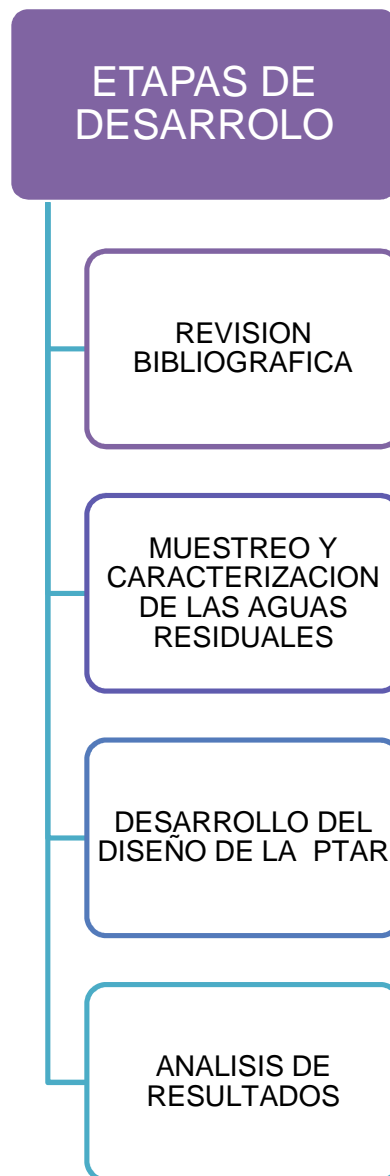 ETAPAS DE
DESARROLO
REVISION
BIBLIOGRAFICA
MUESTREO Y
CARACTERIZACION
DE LAS AGUAS
RESIDUALES
DESARROLLO DEL
DISEÑO DE LA  PTAR
ANALISIS DE
RESULTADOS